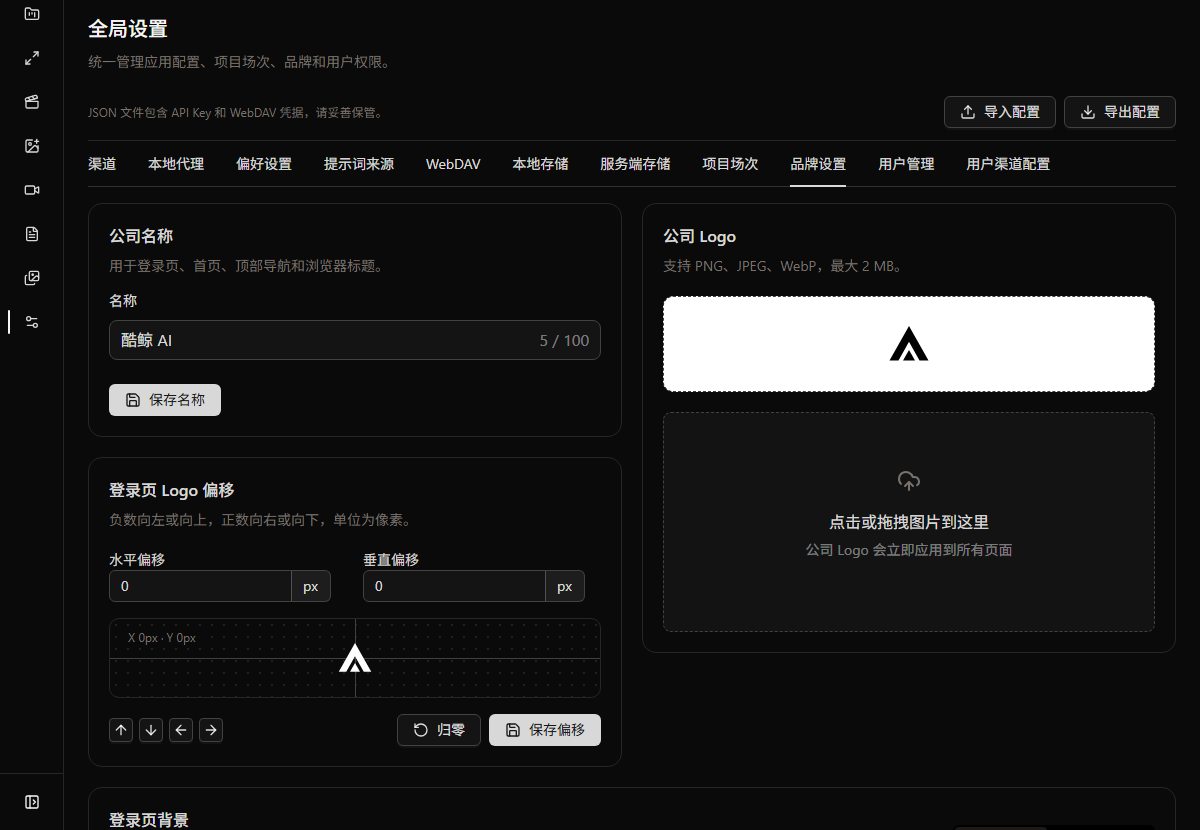 全局设置
统一管理应用配置、项目场次、品牌和用户权限。
JSON 文件包含 API Key 和 WebDAV 凭据，请妥善保管。
导入配置
导出配置
渠道
本地代理
偏好设置
提示词来源
WebDAV
本地存储
服务端存储
项目场次
品牌设置
用户管理
用户渠道配置
公司名称
用于登录页、首页、顶部导航和浏览器标题。
名称
酷鲸 AI
5 / 100
保存名称
登录页 Logo 偏移
负数向左或向上，正数向右或向下，单位为像素。
水平偏移
垂直偏移
0
px
0
px
X 0px · Y 0px
归零
保存偏移
公司 Logo
支持 PNG、JPEG、WebP，最大 2 MB。
点击或拖拽图片到这里
公司 Logo 会立即应用到所有页面
登录页背景